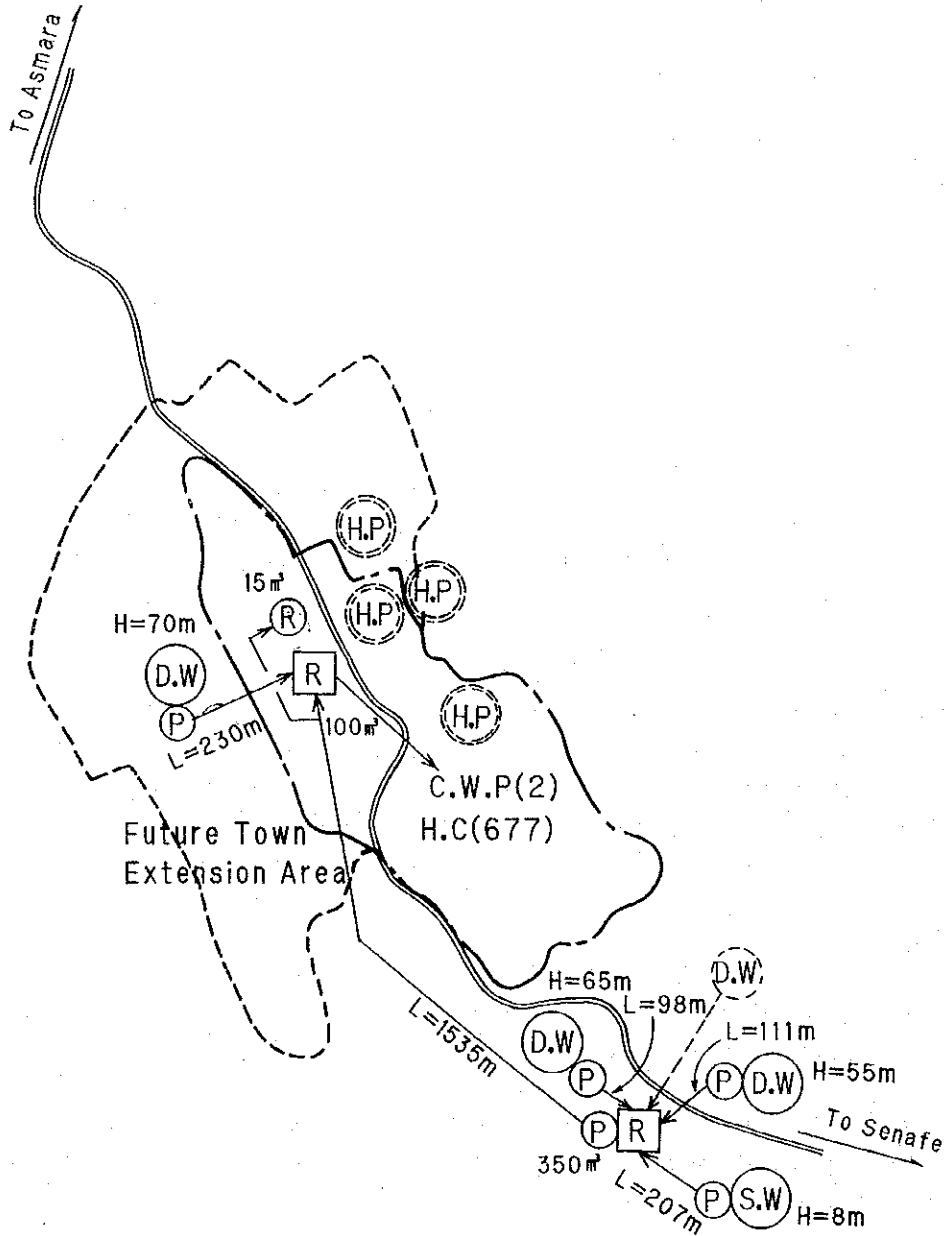 To Asmara
H.P
15㎥
H.P
H.P
R
H=70m
D.W
R
P
H.P
L=230m
100㎥
C.W.P(2)
H.C(677)
Future Town
Extension Area
H=65m
D.W
L=98m
L=1535m
L=111m
D.W
P
P
D.W
H=55m
To Senafe
P
R
350㎥
L=207m
P
S.W
H=8m